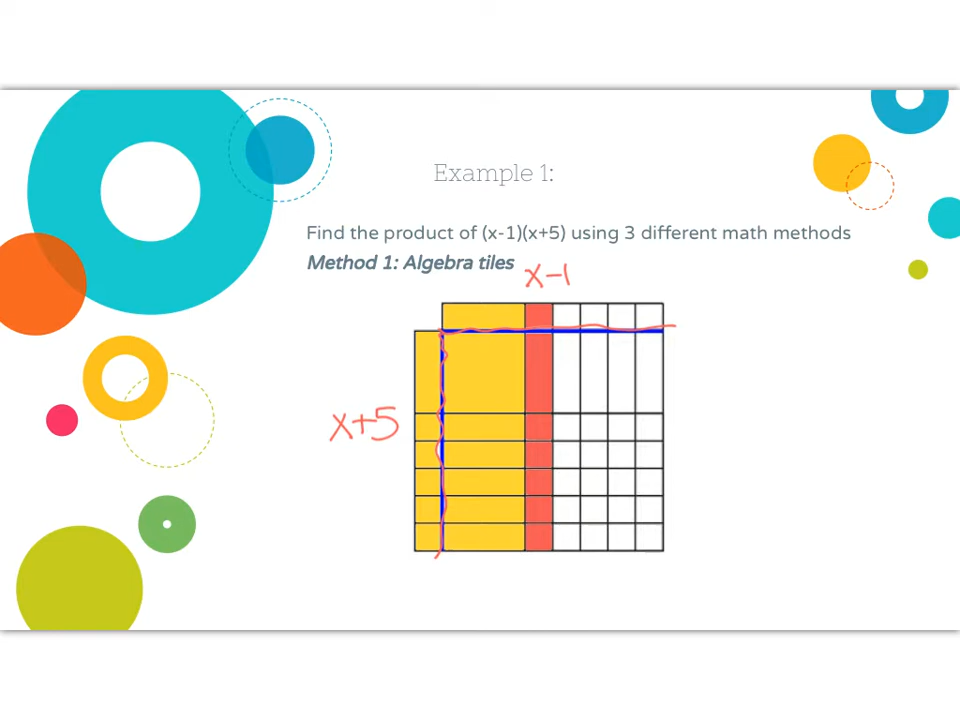 Example 1:
Find the product of (x-1)(x+5) using 3 different math methods
Method 1: Algebra tiles
x-1
x+5